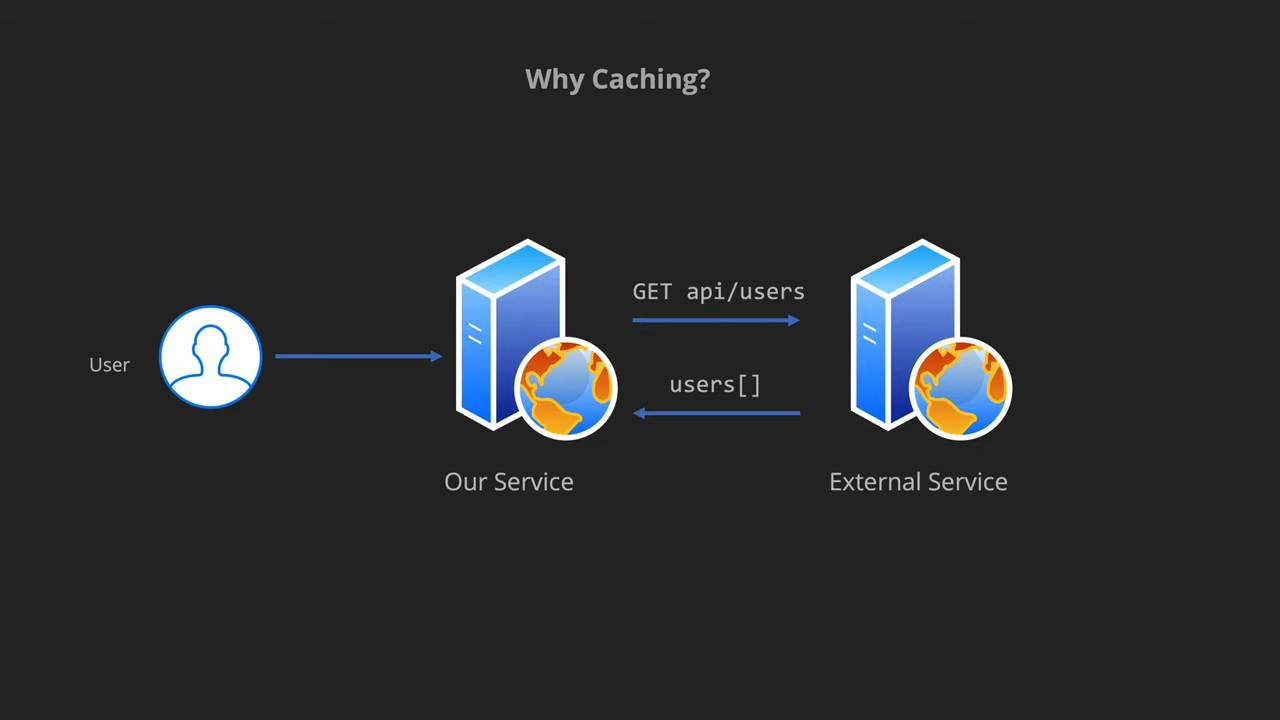 Why Caching?
GET api/users
User
users[]
Our Service
External Service